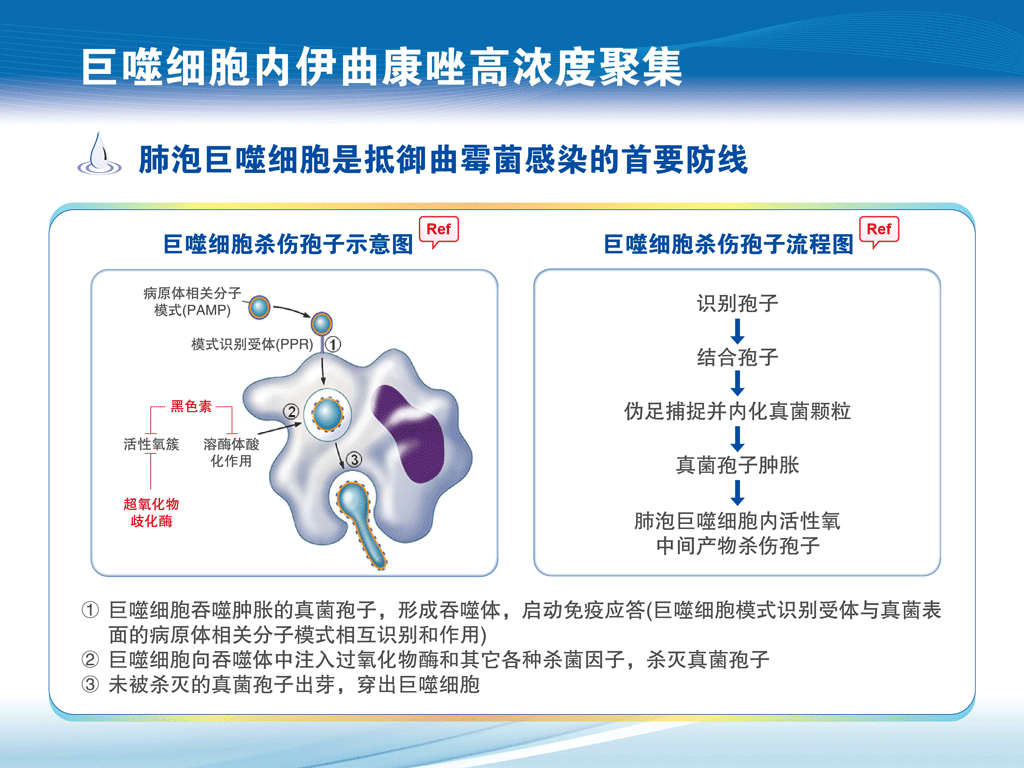 巨噬细胞内伊曲康唑高浓度聚集
肺泡巨噬细胞是抵御曲霉菌感染的首要防线
巨噬细胞杀伤孢子示意图
Ref
病原体相关分子
模式(PAMP)
模式识别受体(PPR)
①
②
③
黑色素
活性氧簇
溶酶体酸
化作用
超氧化物
歧化酶
巨噬细胞杀伤孢子流程图
Ref
识别孢子
结合孢子
伪足捕捉并内化真菌颗粒
真菌孢子肿胀
肺泡巨噬细胞内活性氧
中间产物杀伤孢子
① 巨噬细胞吞噬肿胀的真菌孢子，形成吞噬体，启动免疫应答(巨噬细胞模式识别受体与真菌表
面的病原体相关分子模式相互识别和作用)
② 巨噬细胞向吞噬体中注入过氧化物酶和其它各种杀菌因子，杀灭真菌孢子
③ 未被杀灭的真菌孢子出芽，穿出巨噬细胞